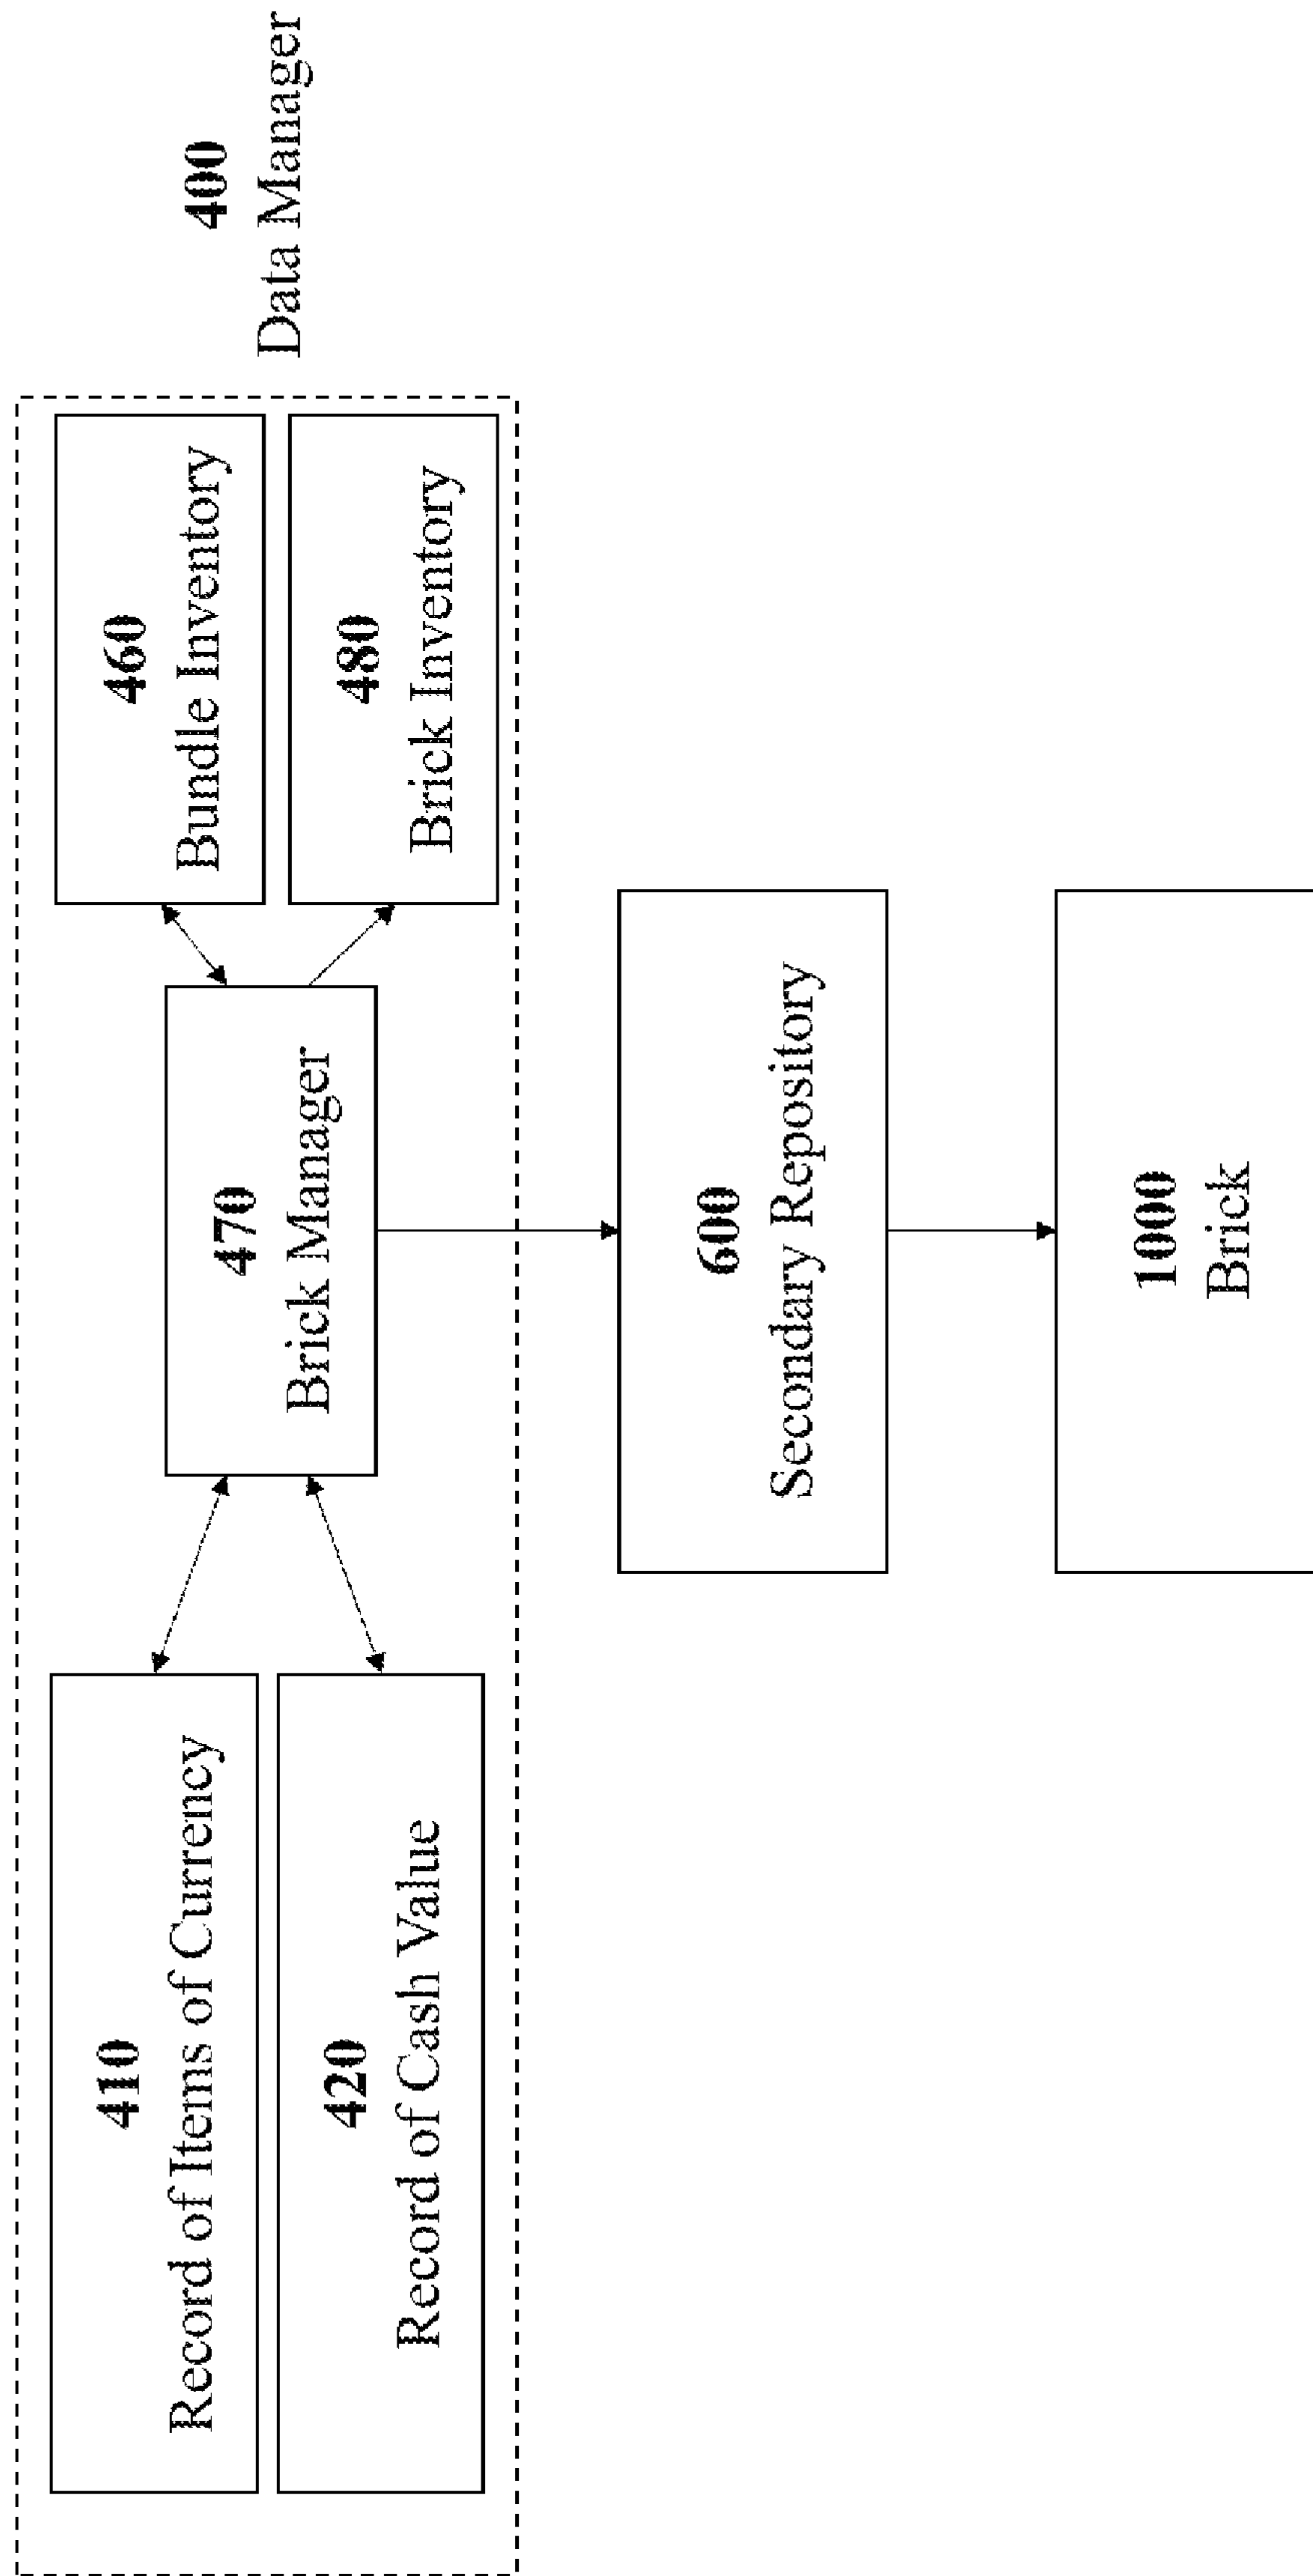 400
Data Manager
410
Record of Items of Currency
420
Record of Cash Value
470
Brick Manager
460
Bundle Inventory
480
Brick Inventory
600
Secondary Repository
1000
Brick